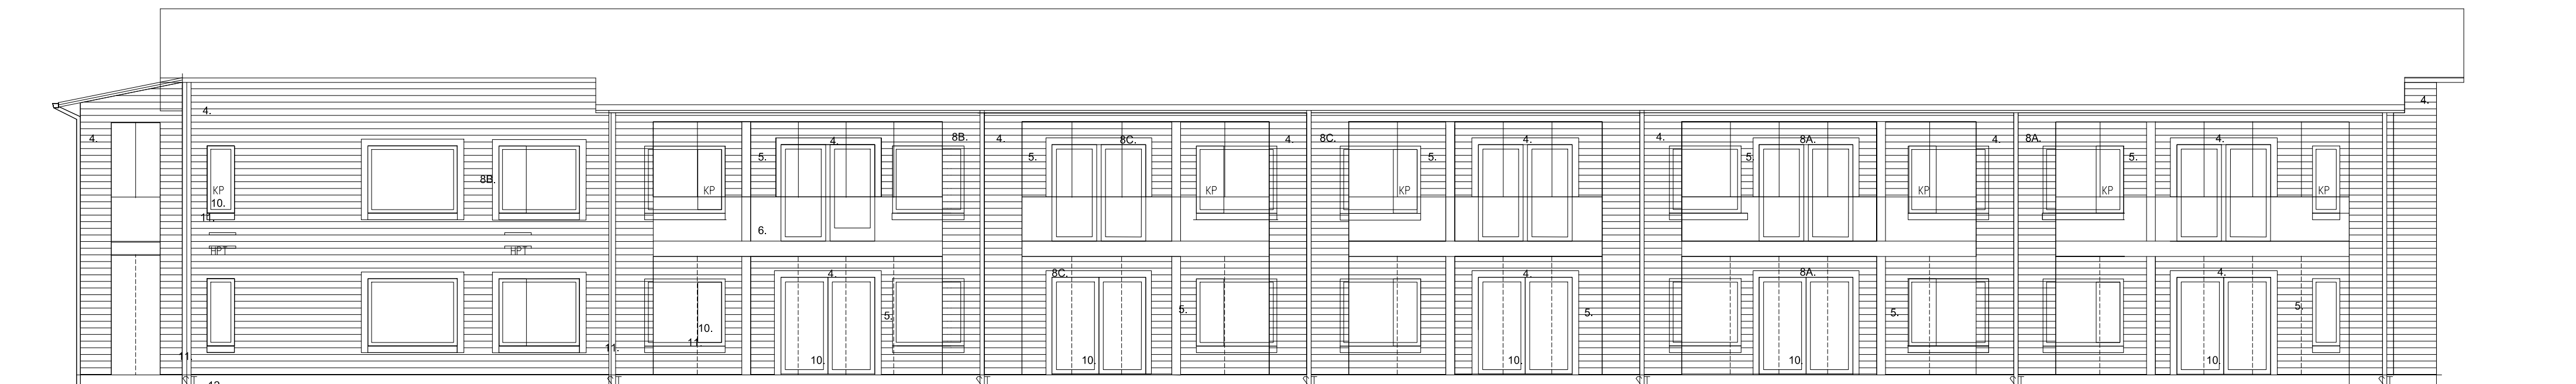 4.
4.
4.
4. 8B. 4. 8C. 4. 8C. 4. 4. 8A. 4. 8A. 4.
5. 5. 5. 5. 5.
8B.
KP KP KP KP KP KP KP
10.
11.
6.
HPT HPT
4. 8C. 4. 8A. 4.
5. 5. 5. 5. 5.
10.
11. 11.
11. 10. 10. 10. 10. 10.